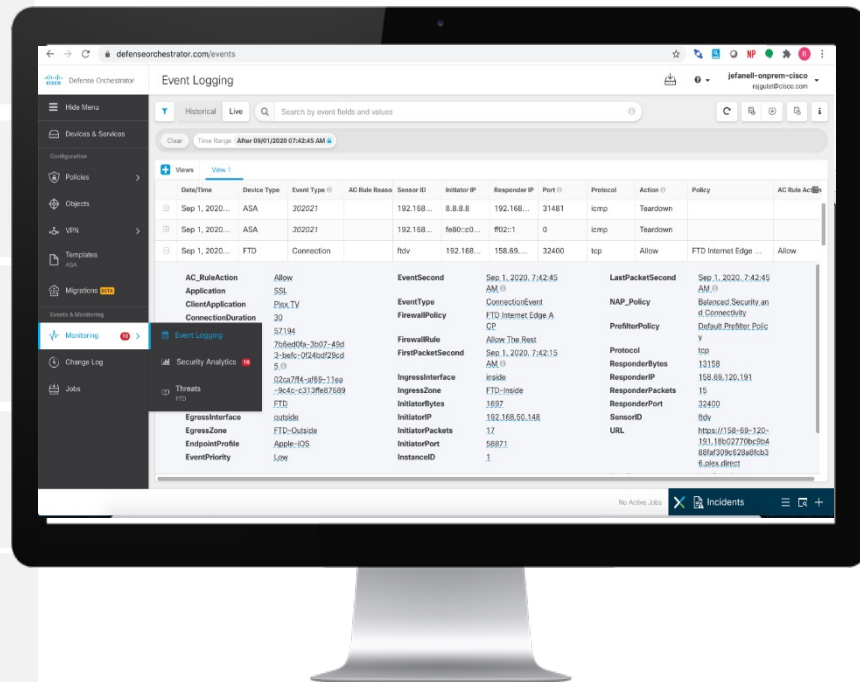 defenseorchestrator.com/events
NP
R
CISCO Defense Orchestrator
Event Logging
jefanell-onprem-cisco
rajgulat@cisco.com
Hide Menu
Historical Live Search by event fields and values
Devices & Services
Clear Time Range After 09/01/2020 07:42:45 AM
Configuration
Policies
Views View 1
Objects
Date/Time Device Type Event Type AC Rule Reason Sensor ID Initiator IP Responder IP Port Protocol Action Policy AC Rule Action
Sep 1, 2020... ASA 302021 192.168... 8.8.8.8 192.168... 31481 icmp Teardown
VPN
Sep 1, 2020... ASA 302021 192.168... fe80::c0... ff02::1 0 icmp Teardown
Templates
ASA
Sep 1, 2020... FTD Connection ftdv 192.168... 158.69.... 32400 tcp Allow FTD Internet Edge ... Allow
Migrations BETA
AC_RuleAction Allow
Application SSL
ClientApplication Plex TV
ConnectionDuration 30
57194
7b6ed0fa-3b07-49d
3-befc-0f24bdf29cd
5
02ca7ff4-af69-11ea
-9c4c-c313ffe87689
FTD
EgressInterface outside
EgressZone FTD-Outside
EndpointProfile Apple-iOS
EventPriority Low
EventSecond Sep 1, 2020, 7:42:45
AM
EventType ConnectionEvent
FirewallPolicy FTD Internet Edge A
CP
FirewallRule Allow The Rest
FirstPacketSecond Sep 1, 2020, 7:42:15
AM
IngressInterface inside
IngressZone FTD-Inside
InitiatorBytes 1697
InitiatorIP 192.168.50.148
InitiatorPackets 17
InitiatorPort 58871
InstanceID 1
LastPacketSecond Sep 1, 2020, 7:42:45
AM
NAP_Policy Balanced Security an
d Connectivity
PrefilterPolicy Default Prefilter Polic
y
Protocol tcp
ResponderBytes 13158
ResponderIP 158.69.120.191
ResponderPackets 15
ResponderPort 32400
SensorID ftdv
URL https://158-69-120-
191.18b02770bc9b4
88faf309c628a8fcb3
6.plex.direct
Events & Monitoring
Monitoring 10
Event Logging
Security Analytics 10
Threats
FTD
Change Log
Jobs
No Active Jobs
Incidents